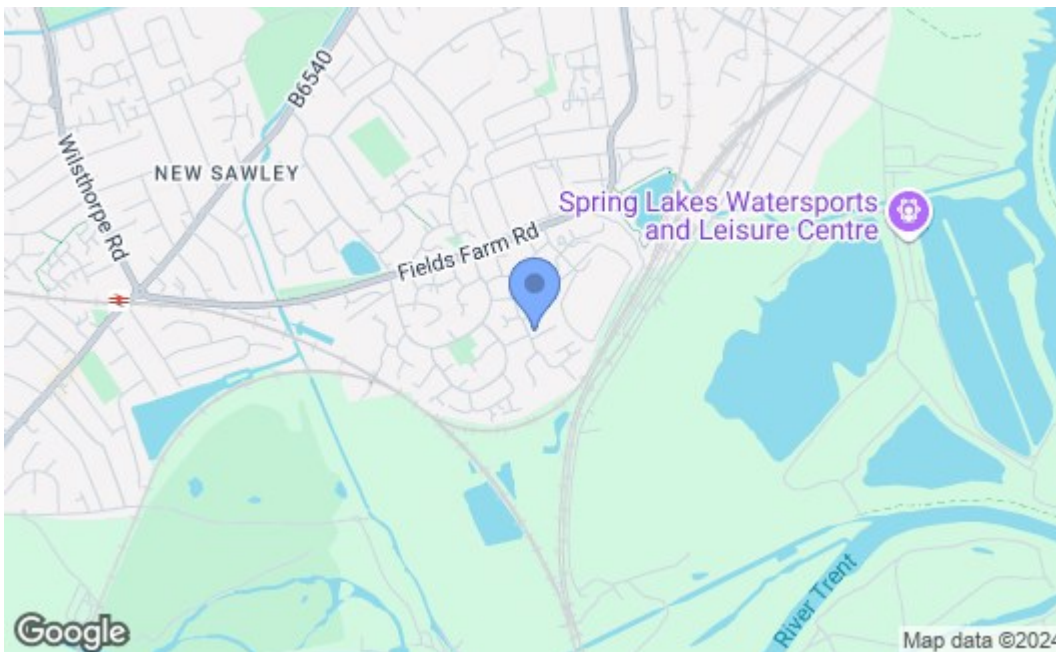 B6540
Wilsthorpe Rd
NEW SAWLEY
Spring Lakes Watersports
and Leisure Centre
Fields Farm Rd
River Trent
Google
Map data ©2024